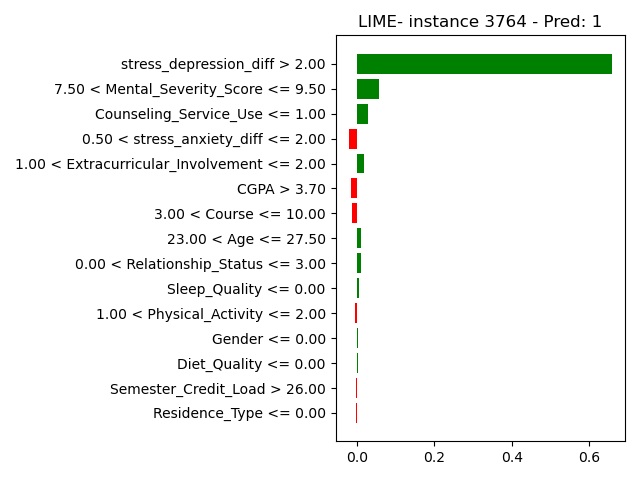 LIME- instance 3764 - Pred: 1
stress_depression_diff > 2.00
7.50 < Mental_Severity_Score <= 9.50
Counseling_Service_Use <= 1.00
0.50 < stress_anxiety_diff <= 2.00
1.00 < Extracurricular_Involvement <= 2.00
CGPA > 3.70
3.00 < Course <= 10.00
23.00 < Age <= 27.50
0.00 < Relationship_Status <= 3.00
Sleep_Quality <= 0.00
1.00 < Physical_Activity <= 2.00
Gender <= 0.00
Diet_Quality <= 0.00
Semester_Credit_Load > 26.00
Residence_Type <= 0.00
0.0 0.2 0.4 0.6